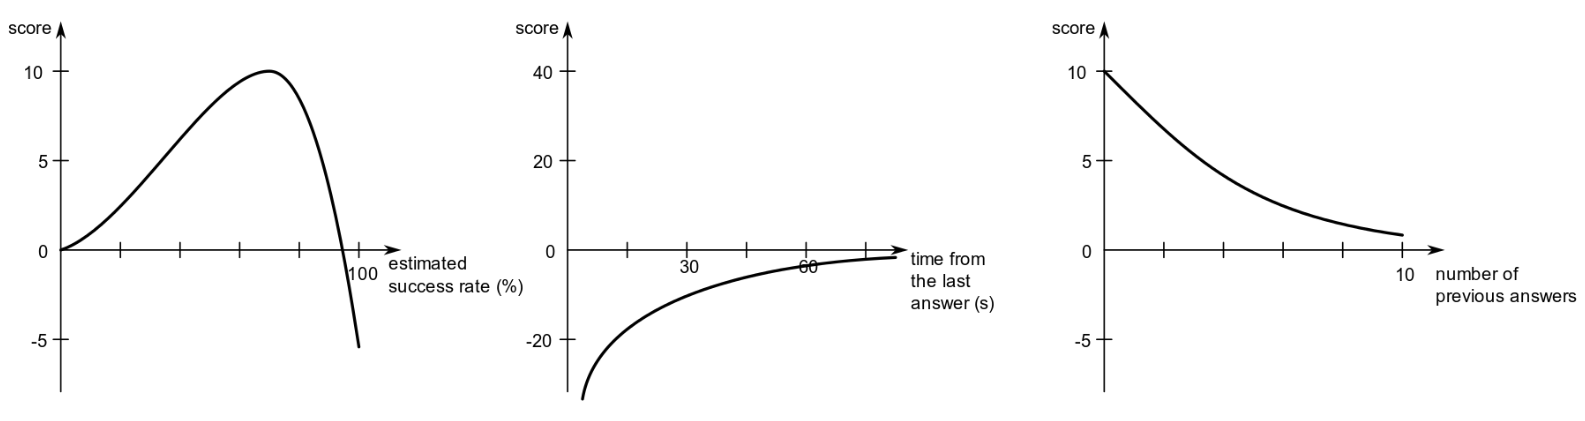 score
10
5
0
-5
100
estimated
success rate (%)
score
40
20
0
-20
30
60
time from
the last
answer (s)
score
10
5
0
-5
10
number of
previous answers